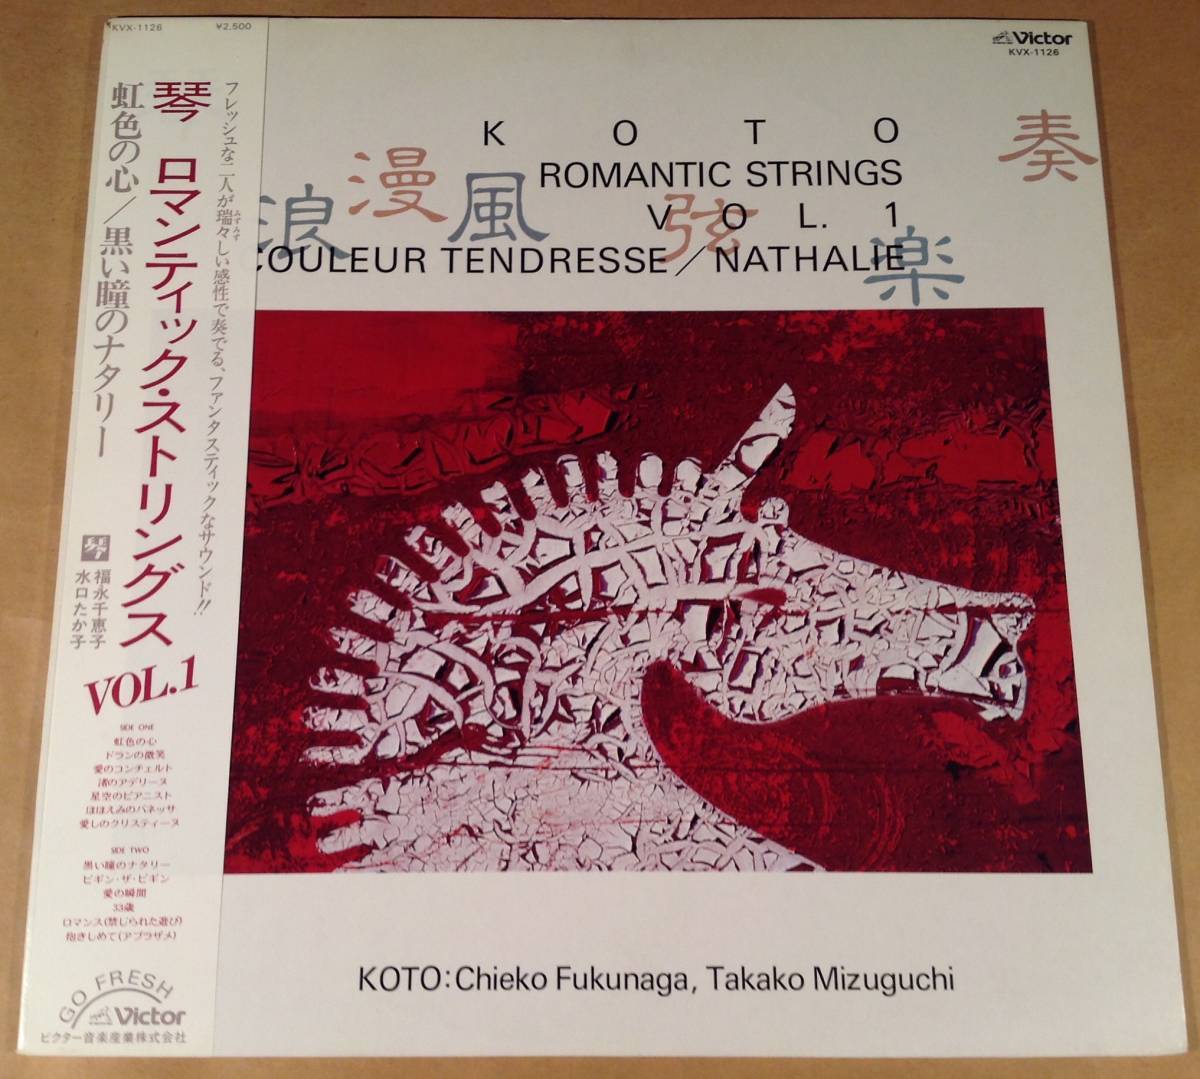 KVX-1126
¥2,500
フレッシュな二人が瑞々しい感性で奏でる、ファンタスティックなサウンド!!
みずみず
琴 ロマンティック・ストリングス
VOL.1
虹色の心／黒い瞳のナタリー
琴
福永千恵子
水口たか子
SIDE ONE
虹色の心
ドランの微笑
愛のコンチェルト
渚のアデリーヌ
星空のピアニスト
ほほえみのバネッサ
愛しのクリスティーヌ
SIDE TWO
黒い瞳のナタリー
ビギン・ザ・ビギン
愛の瞬間
33歳
ロマンス(禁じられた遊び)
抱きしめて(アブラザメ)
GO FRESH
Victor
ビクター音楽産業株式会社
Victor
KVX-1126
KOTO
ROMANTIC STRINGS
VOL. 1
COULEUR TENDRESSE／NATHALIE
浪漫風弦楽奏
KOTO:Chieko Fukunaga, Takako Mizuguchi